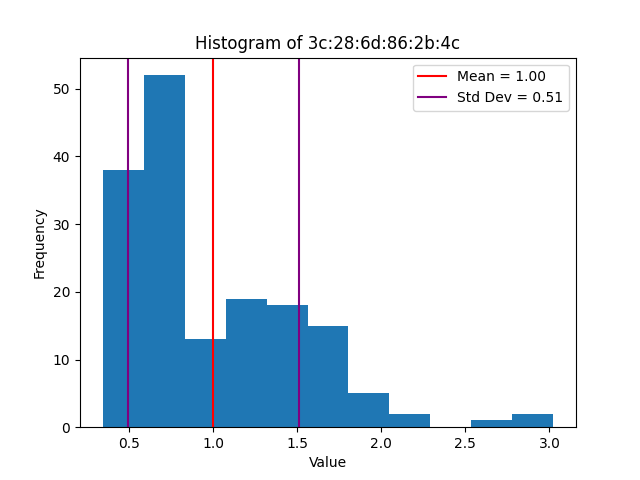 Histogram of 3c:28:6d:86:2b:4c
Mean = 1.00
Std Dev = 0.51
Frequency
50
40
30
20
10
0
0.5 1.0 1.5 2.0 2.5 3.0
Value